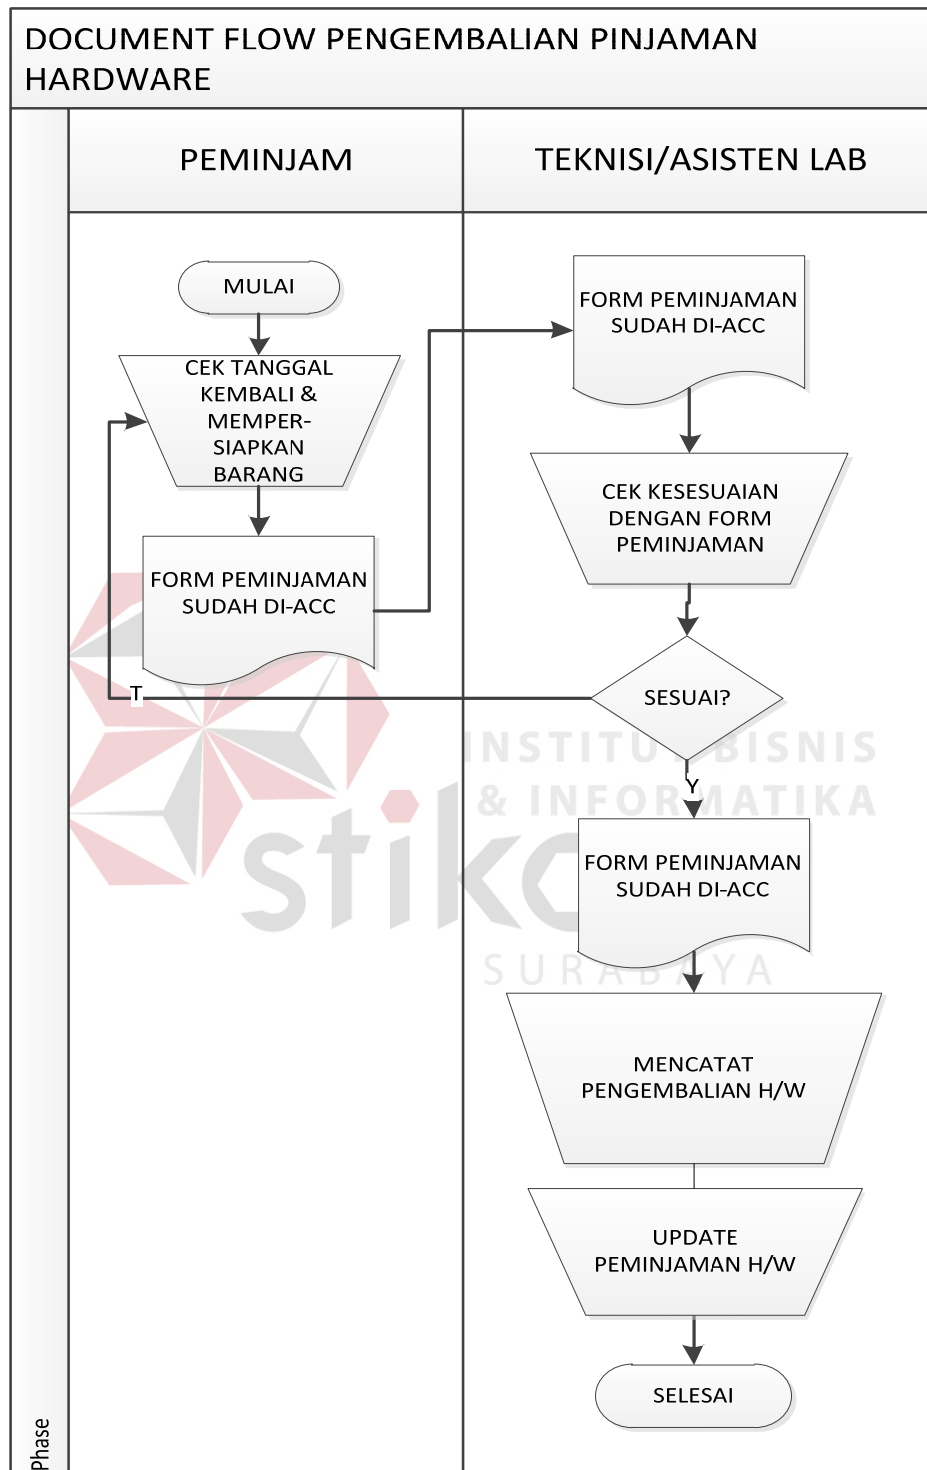 DOCUMENT FLOW PENGEMBALIAN PINJAMAN
HARDWARE
PEMINJAM
TEKNISI/ASISTEN LAB
MULAI
CEK TANGGAL
KEMBALI &
MEMPER-
SIAPKAN
BARANG
FORM PEMINJAMAN
SUDAH DI-ACC
FORM PEMINJAMAN
SUDAH DI-ACC
CEK KESESUAIAN
DENGAN FORM
PEMINJAMAN
SESUAI?
T
Y
FORM PEMINJAMAN
SUDAH DI-ACC
MENCATAT
PENGEMBALIAN H/W
UPDATE
PEMINJAMAN H/W
SELESAI
Phase
BISNIS
& INFORMATIKA
SURABAYA